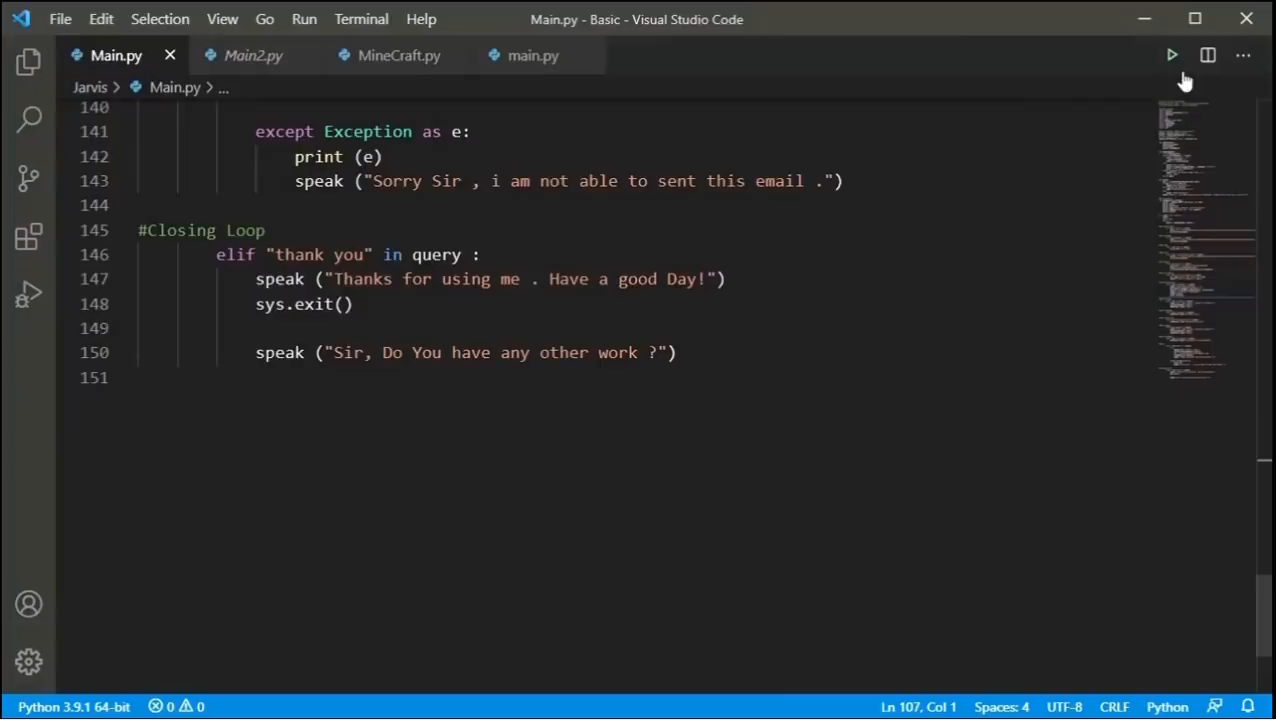 File Edit Selection View Go Run Terminal Help Main.py - Basic - Visual Studio Code
Main.py Main2.py MineCraft.py main.py
Jarvis > Main.py > ...
140
141 except Exception as e:
142 print (e)
143 speak ("Sorry Sir , i am not able to sent this email .")
144
145 #Closing Loop
146 elif "thank you" in query :
147 speak ("Thanks for using me . Have a good Day!")
148 sys.exit()
149
150 speak ("Sir, Do You have any other work ?")
151
Python 3.9.1 64-bit 0 0 Ln 107, Col 1 Spaces: 4 UTF-8 CRLF Python